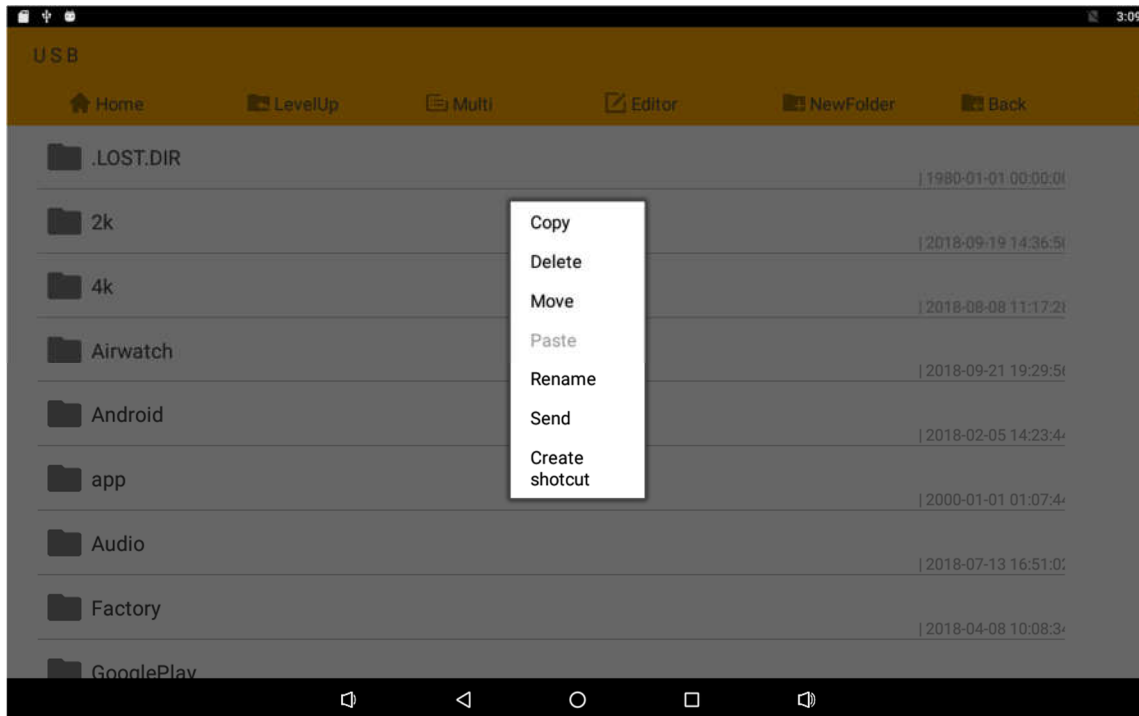 3:09
U S B
Home LevelUp Multi Editor NewFolder Back
.LOST.DIR
| 1980-01-01 00:00:0
2k
| 2018-09-19 14:36:5
4k
| 2018-08-08 11:17:2
Airwatch
| 2018-09-21 19:29:5
Android
| 2018-02-05 14:23:4
app
| 2000-01-01 01:07:4
Audio
| 2018-07-13 16:51:0
Factory
| 2018-04-08 10:08:3
GooglePlay
Copy
Delete
Move
Paste
Rename
Send
Create
shotcut